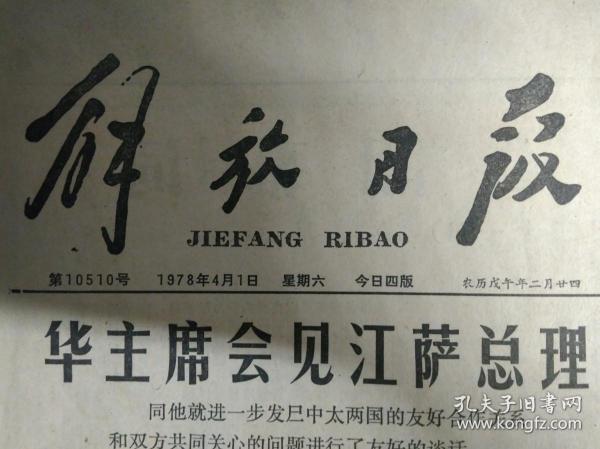 解放日报
JIEFANG RIBAO
第10510号 1978年4月1日 星期六 今日四版 农历戊午年二月廿四
华主席会见江萨总理
同他就进一步发展中太两国的友好合作关系
和双方共同关心的问题进行了友好的谈话
孔夫子旧书网
www.kongfz.com